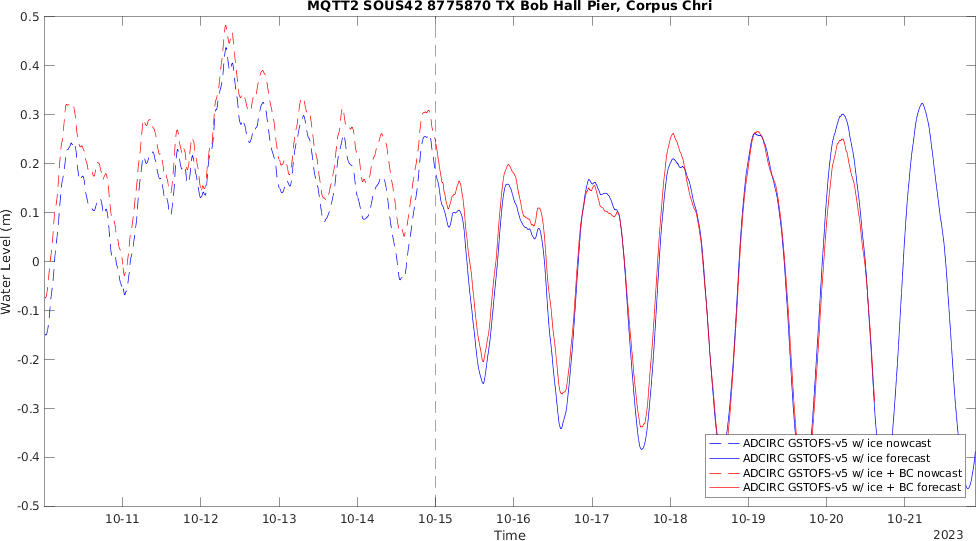 MQTT2 SOUS42 8775870 TX Bob Hall Pier, Corpus Chri
Water Level (m)
0.5
0.4
0.3
0.2
0.1
0
-0.1
-0.2
-0.3
-0.4
-0.5
ADCIRC GSTOFS-v5 w/ ice nowcast
ADCIRC GSTOFS-v5 w/ ice forecast
ADCIRC GSTOFS-v5 w/ ice + BC nowcast
ADCIRC GSTOFS-v5 w/ ice + BC forecast
10-11 10-12 10-13 10-14 10-15 10-16 10-17 10-18 10-19 10-20 10-21
Time
2023